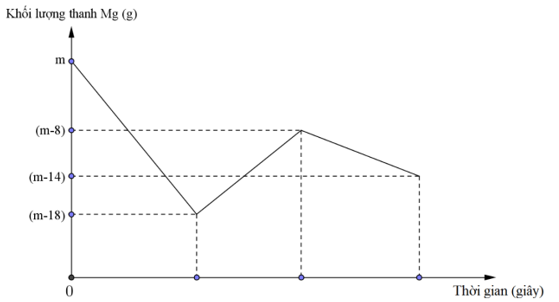 Khối lượng thanh Mg (g)
m
(m-8)
(m-14)
(m-18)
0
Thời gian (giây)